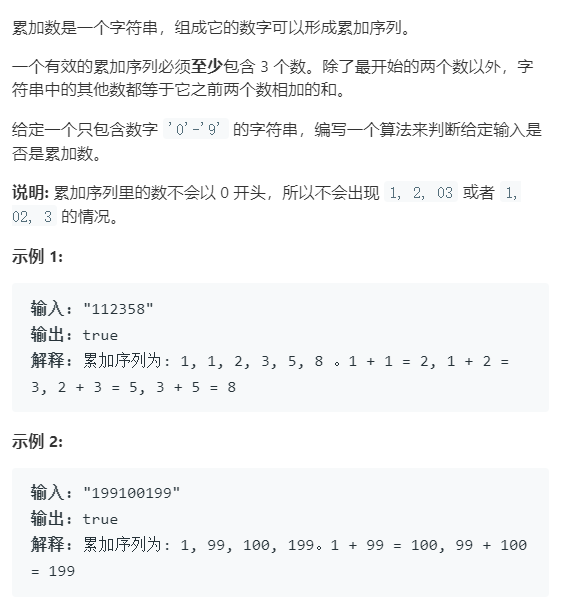 累加数是一个字符串，组成它的数字可以形成累加序列。
一个有效的累加序列必须至少包含 3 个数。除了最开始的两个数以外，字
符串中的其他数都等于它之前两个数相加的和。
给定一个只包含数字 '0'-'9' 的字符串，编写一个算法来判断给定输入是
否是累加数。
说明: 累加序列里的数不会以 0 开头，所以不会出现 1, 2, 03 或者 1,
02, 3 的情况。
示例 1:
输入: "112358"
输出: true
解释: 累加序列为: 1, 1, 2, 3, 5, 8 。1 + 1 = 2, 1 + 2 =
3, 2 + 3 = 5, 3 + 5 = 8
示例 2:
输入: "199100199"
输出: true
解释: 累加序列为: 1, 99, 100, 199。1 + 99 = 100, 99 + 100
= 199